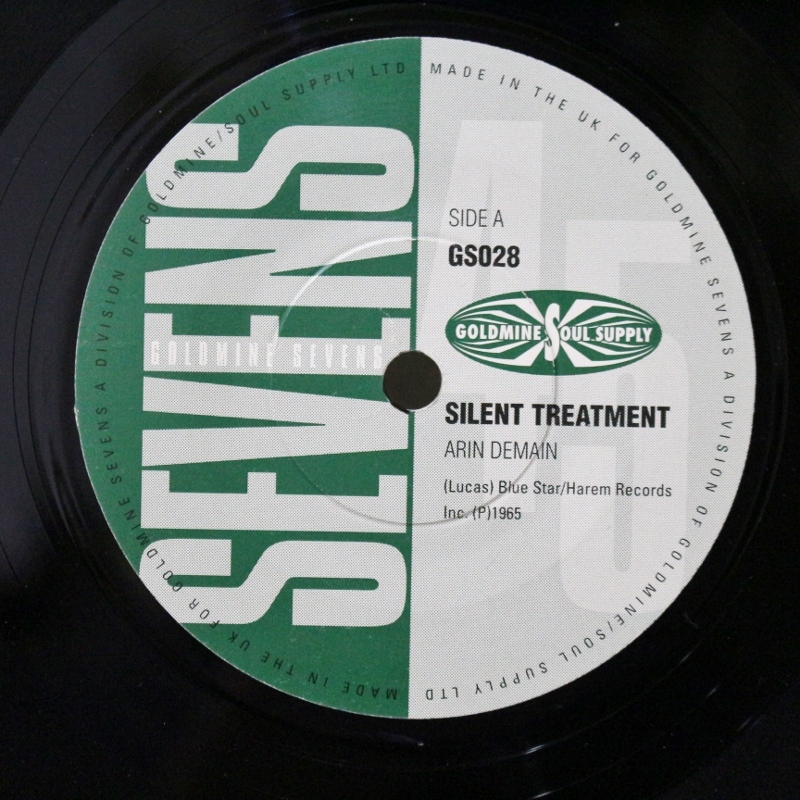 MADE IN THE UK FOR GOLDMINE SEVENS A DIVISION OF GOLDMINE/SOUL SUPPLY LTD
MADE IN THE UK FOR GOLDMINE SEVENS A DIVISION OF GOLDMINE/SOUL SUPPLY LTD
SEVENS
GOLDMINE SEVENS
45
SIDE A
GS028
GOLDMINE SOUL SUPPLY
SILENT TREATMENT
ARIN DEMAIN
(Lucas) Blue Star/Harem Records
Inc. (P)1965